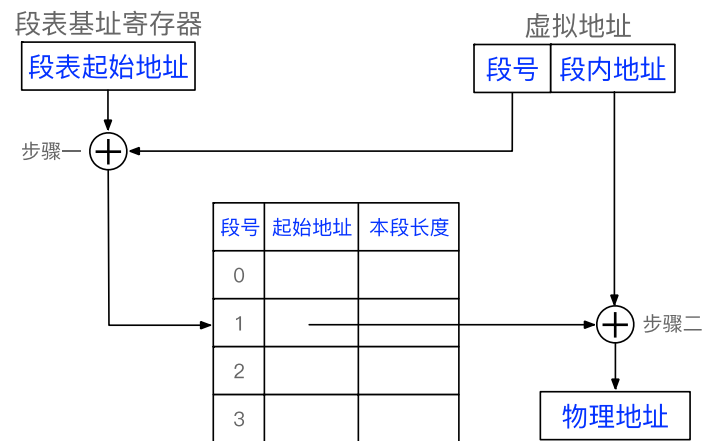 段表基址寄存器
虚拟地址
段表起始地址
段号 段内地址
步骤一
段号 起始地址 本段长度
0
1
步骤二
2
物理地址
3